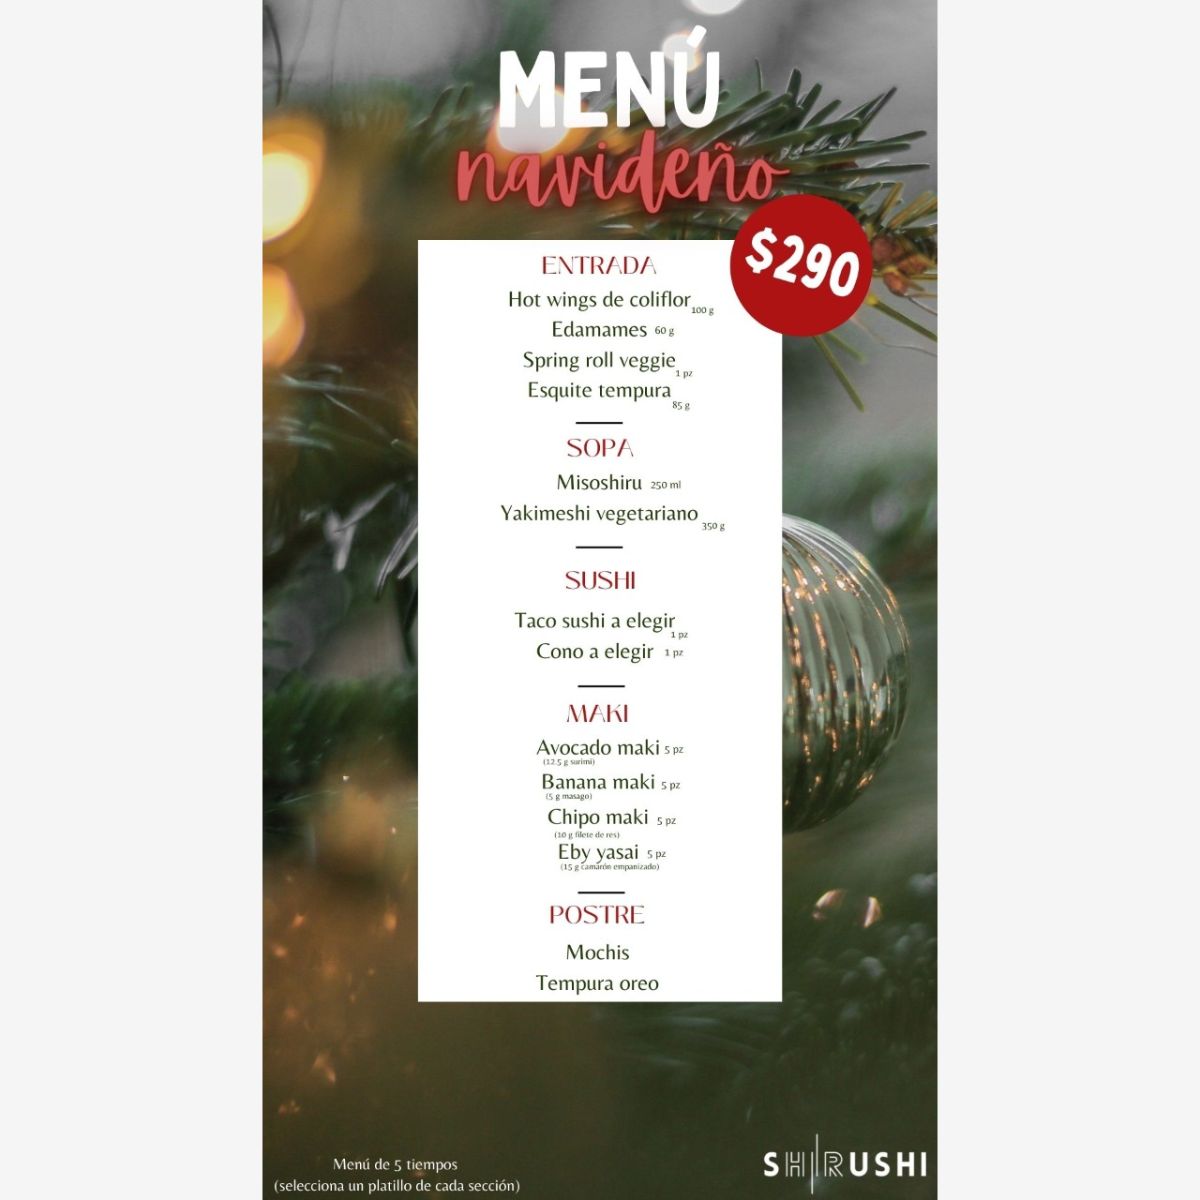 MENÚ
navideño
$290
ENTRADA
Hot wings de coliflor 100 g
Edamames 60 g
Spring roll veggie 1 pz
Esquite tempura 85 g
SOPA
Misoshiru 250 ml
Yakimeshi vegetariano 350 g
SUSHI
Taco sushi a elegir 1 pz
Cono a elegir 1 pz
MAKI
Avocado maki 5 pz
(12.5 g surimi)
Banana maki 5 pz
(5 g masago)
Chipo maki 5 pz
(10 g filete de res)
Eby yasai 5 pz
(15 g camarón empanizado)
POSTRE
Mochis
Tempura oreo
Menú de 5 tiempos
(selecciona un platillo de cada sección)
SHIRUSHI